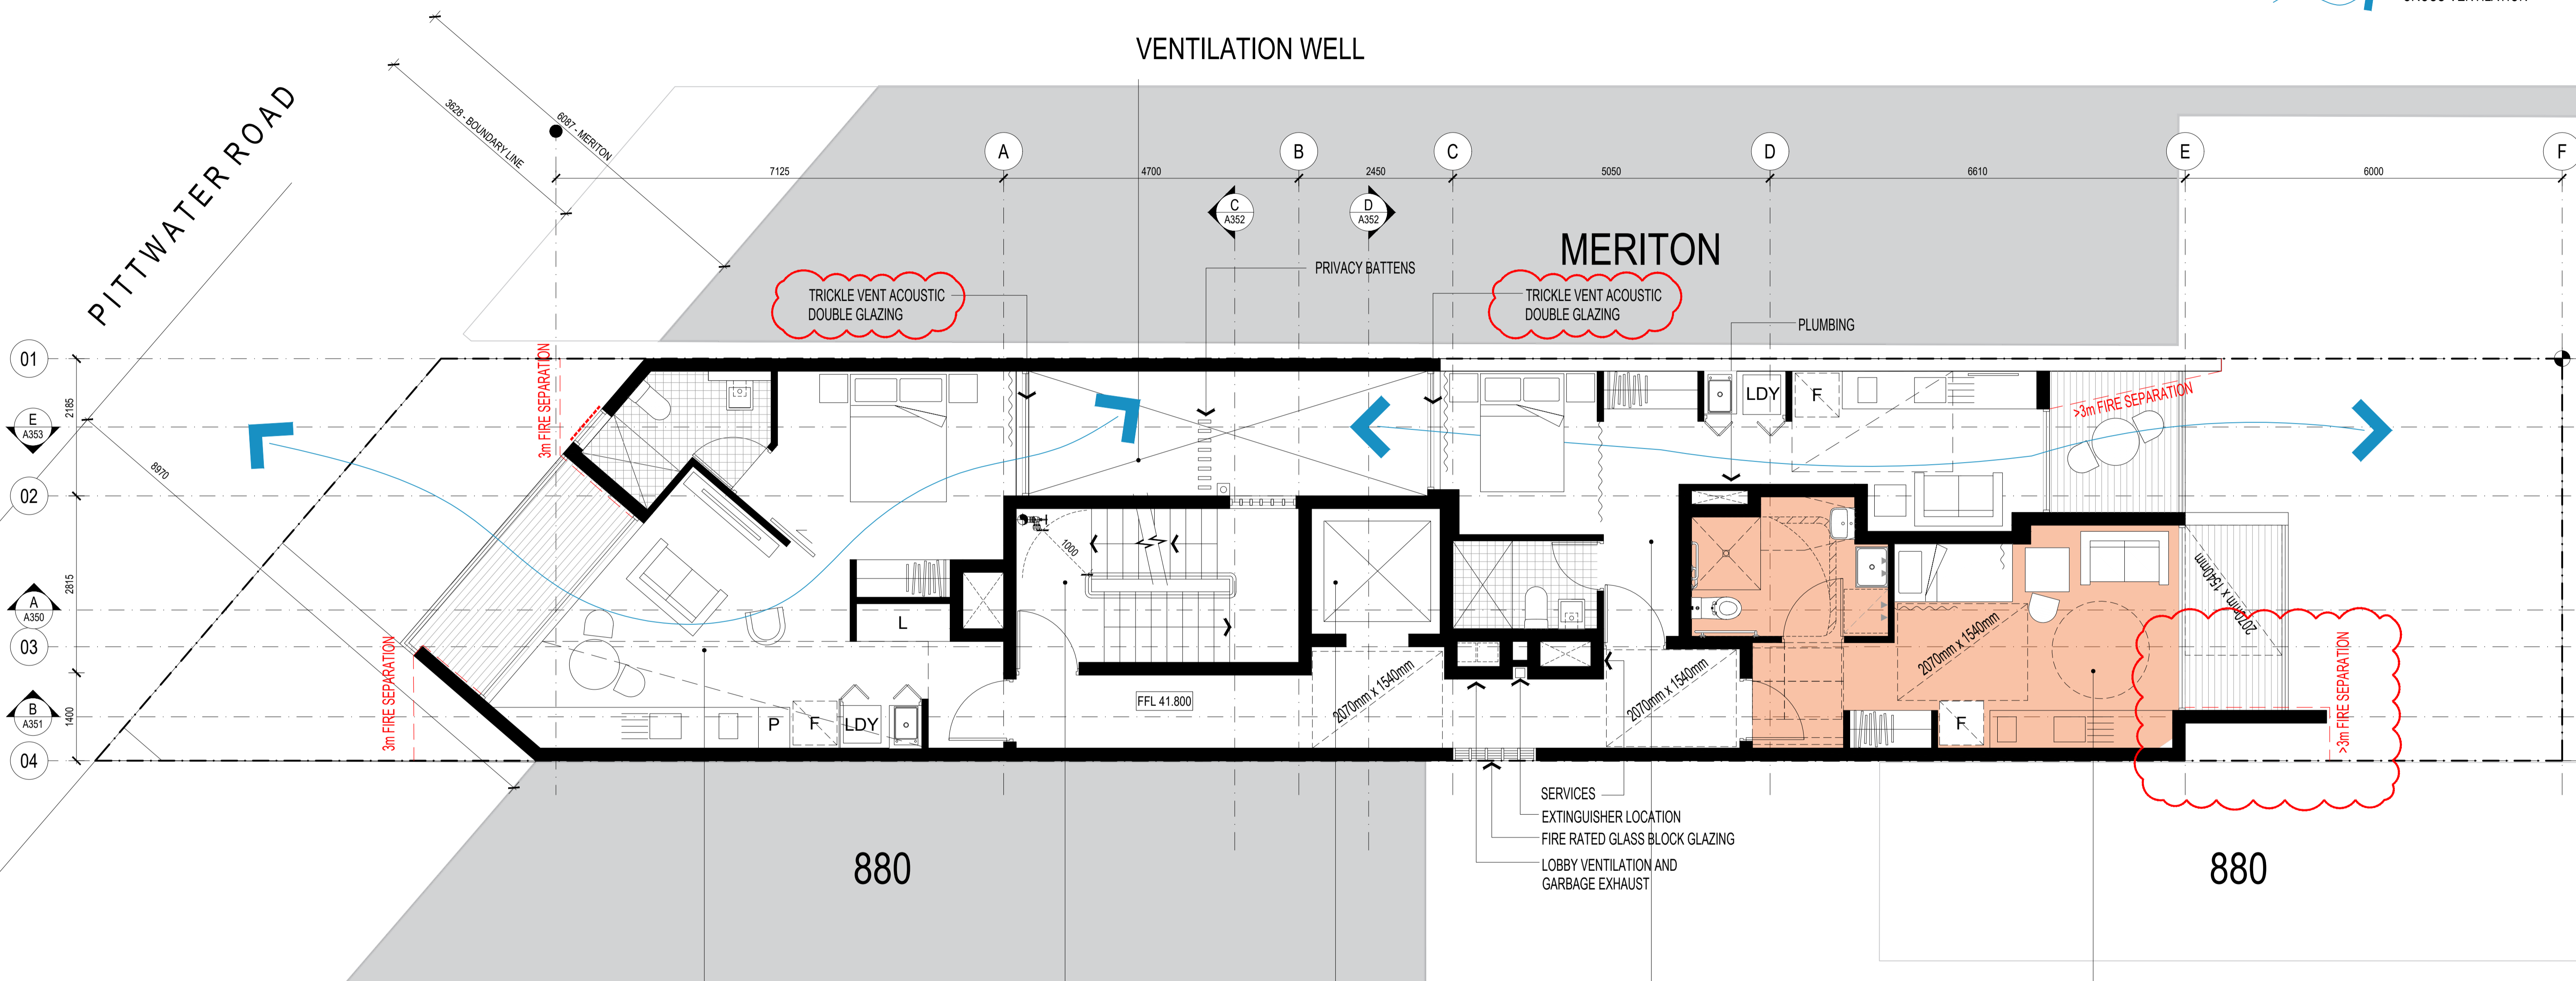 CROSS VENTILATION
VENTILATION WELL
PITTWATER ROAD
3628 - BOUNDARY LINE
6087 - MERITON
A
B
C
D
E
F
7125
4700
2450
5050
6610
6000
C
A352
D
A352
MERITON
PRIVACY BATTENS
TRICKLE VENT ACOUSTIC
DOUBLE GLAZING
TRICKLE VENT ACOUSTIC
DOUBLE GLAZING
PLUMBING
01
2185
E
A353
02
8970
2815
A
A350
03
B
A351
1400
04
3m FIRE SEPARATION
3m FIRE SEPARATION
>3m FIRE SEPARATION
>3m FIRE SEPARATION
LDY
F
1000
L
P
F
LDY
FFL 41.800
2070mm x 1540mm
2070mm x 1540mm
2070mm x 1540mm
2070mm x 1540mm
F
SERVICES
EXTINGUISHER LOCATION
FIRE RATED GLASS BLOCK GLAZING
LOBBY VENTILATION AND
GARBAGE EXHAUST
880
880